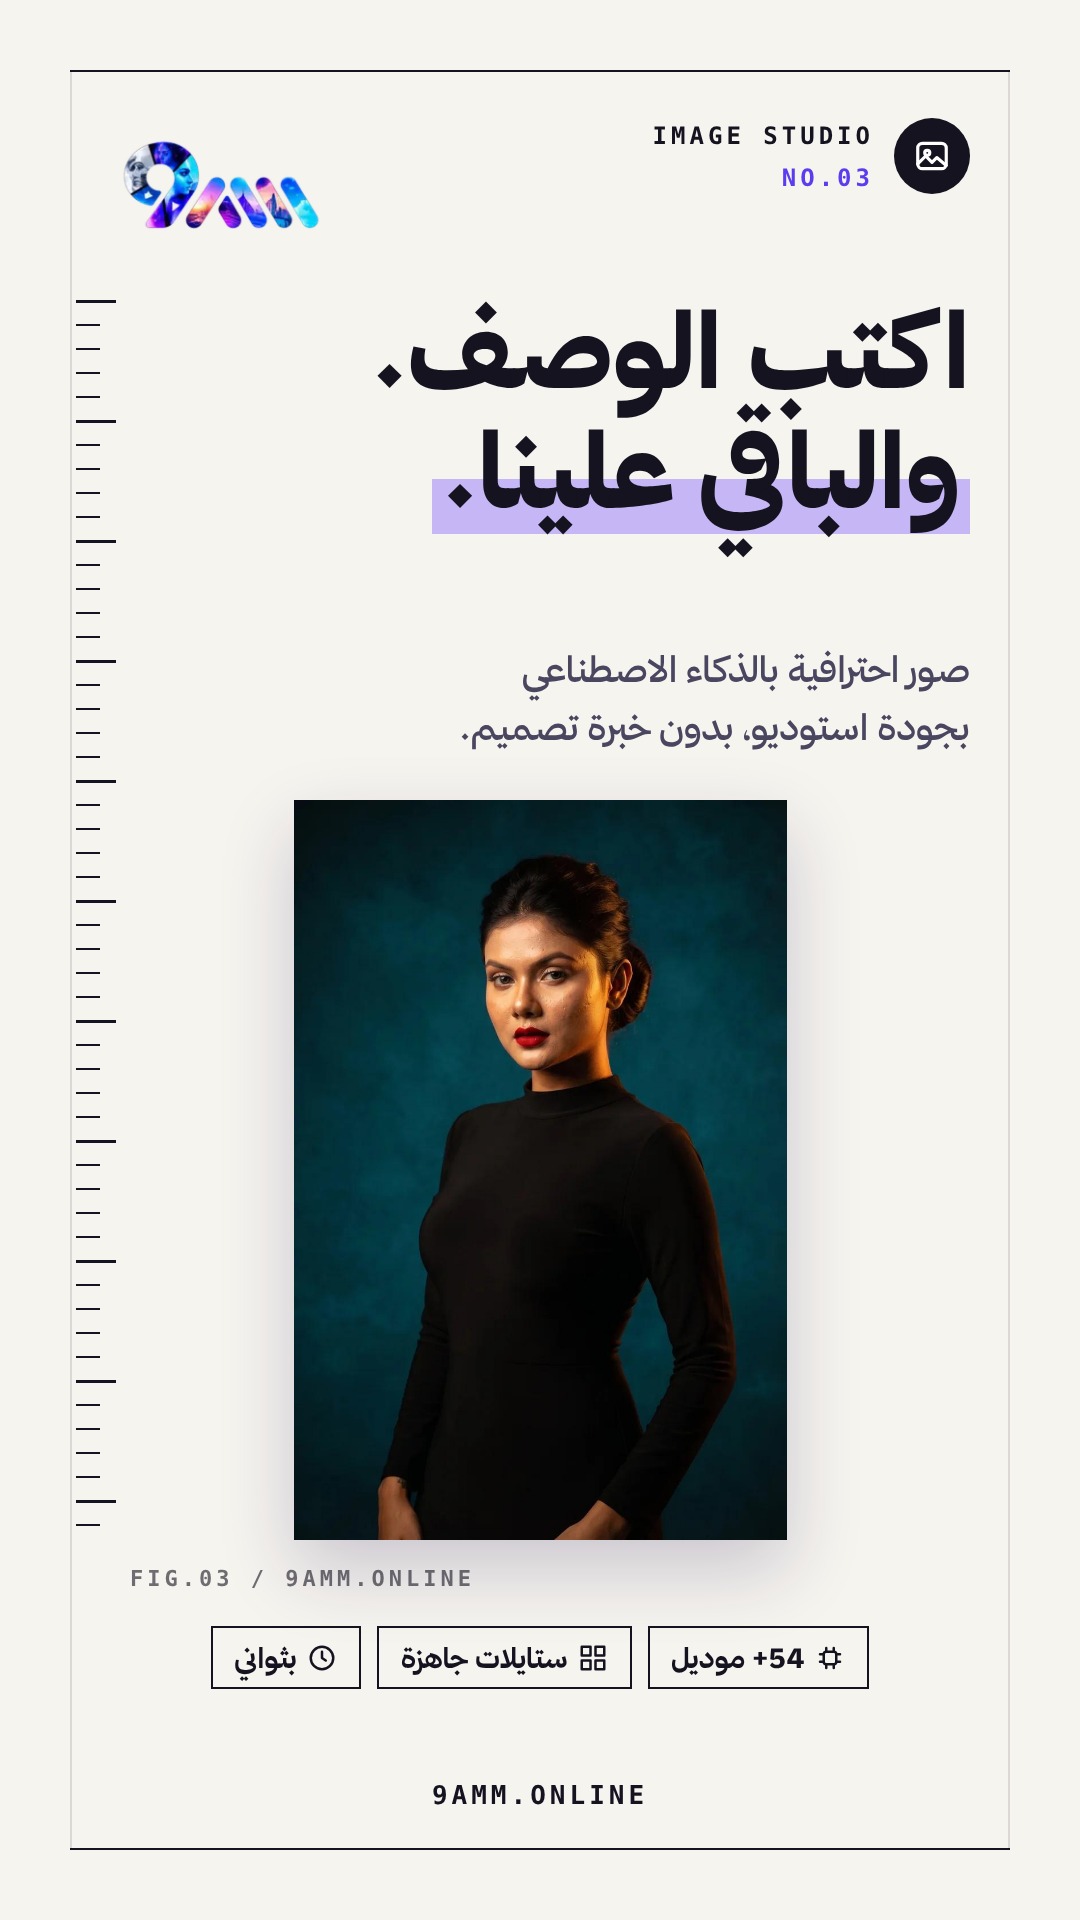 9amm
IMAGE STUDIO
NO.03
اكتب الوصف.
والباقي علينا.
صور احترافية بالذكاء الاصطناعي
بجودة استوديو، بدون خبرة تصميم.
FIG.03 / 9AMM.ONLINE
54+ موديل
ستايلات جاهزة
بثواني
9AMM.ONLINE